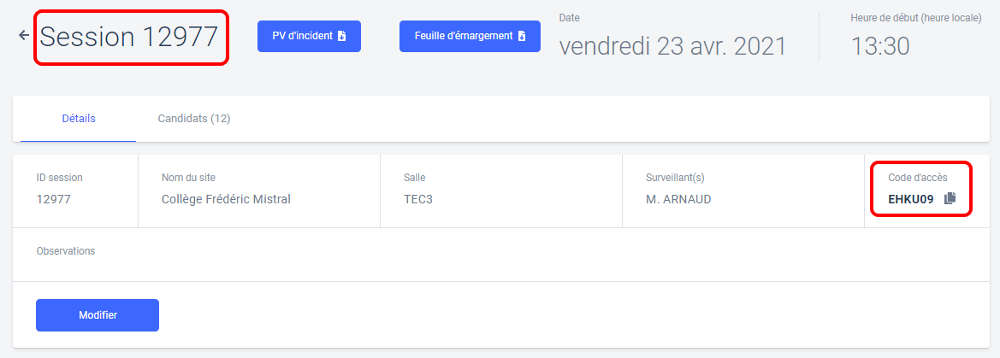 Session 12977
PV d'incident
Feuille d'émargement
Date
vendredi 23 avr. 2021
Heure de début (heure locale)
13:30
Détails
Candidats (12)
ID session
12977
Nom du site
Collège Frédéric Mistral
Salle
TEC3
Surveillant(s)
M. ARNAUD
Code d'accès
EHKU09
Observations
Modifier